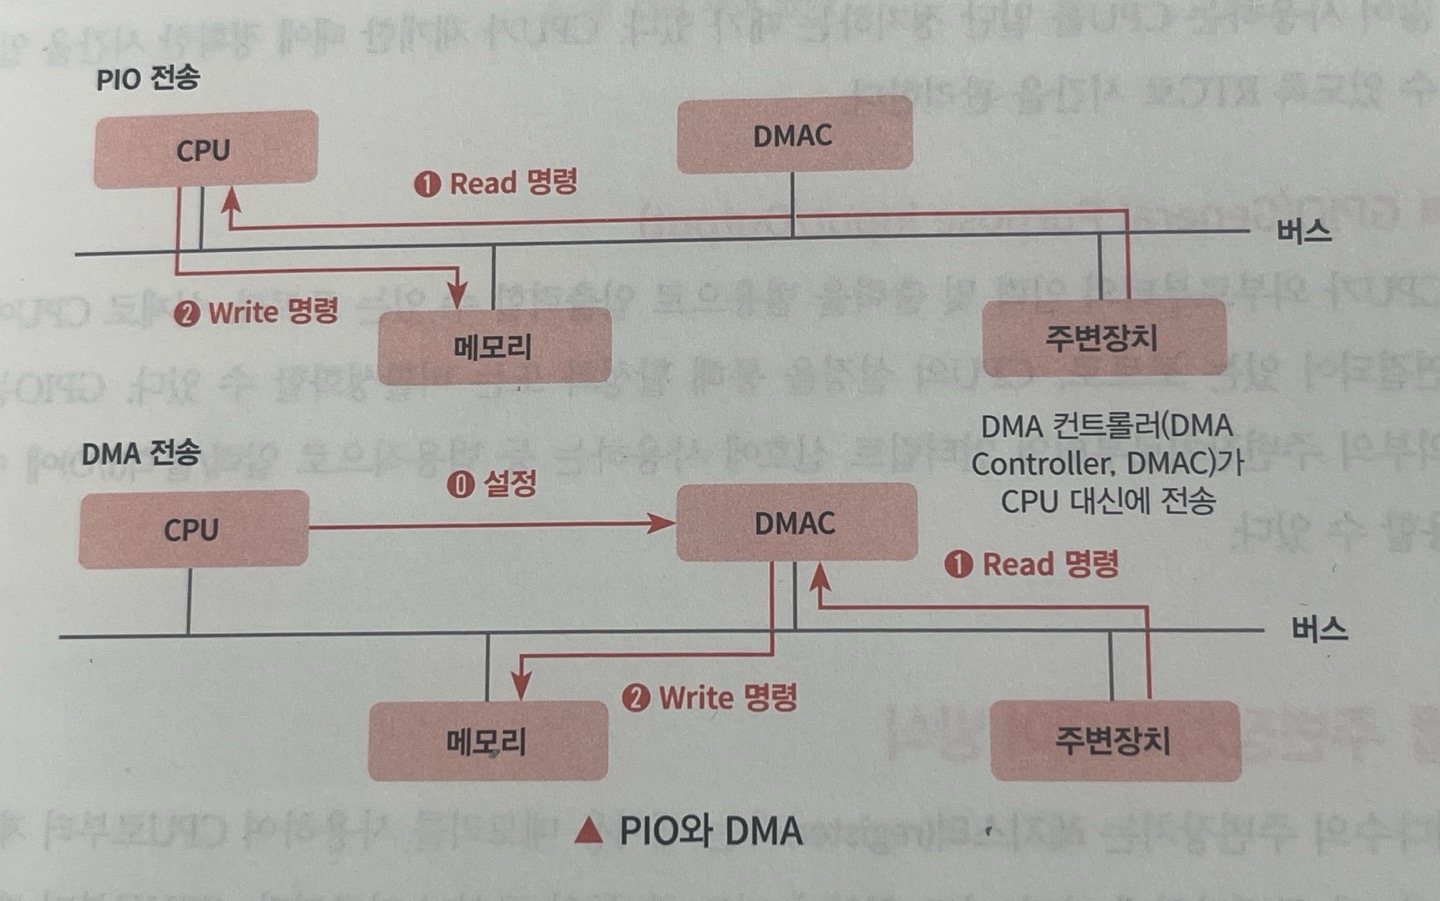 PIO 전송
CPU
DMAC
❶ Read 명령
버스
❷ Write 명령
메모리
주변장치
DMA 전송
DMA 컨트롤러(DMA
Controller, DMAC)가
CPU 대신에 전송
⓿ 설정
CPU
DMAC
❶ Read 명령
버스
❷ Write 명령
메모리
주변장치
▲ PIO와 DMA